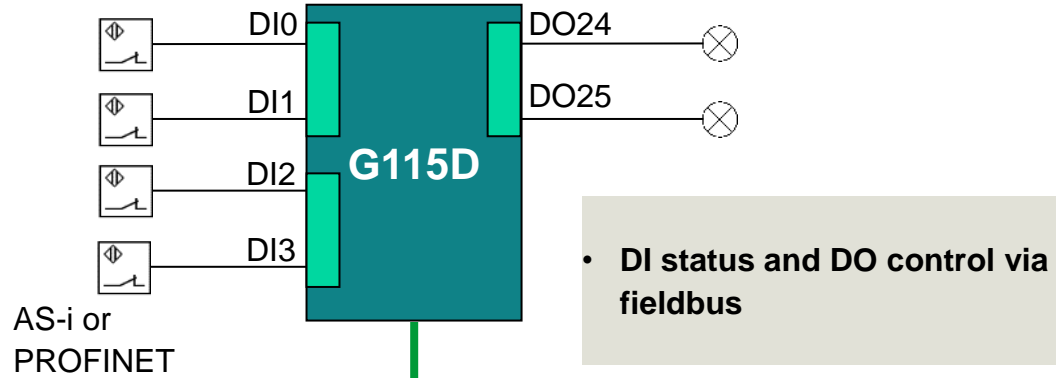 DI0
DO24
DI1
DO25
G115D
DI2
DI3
• DI status and DO control via
fieldbus
AS-i or
PROFINET